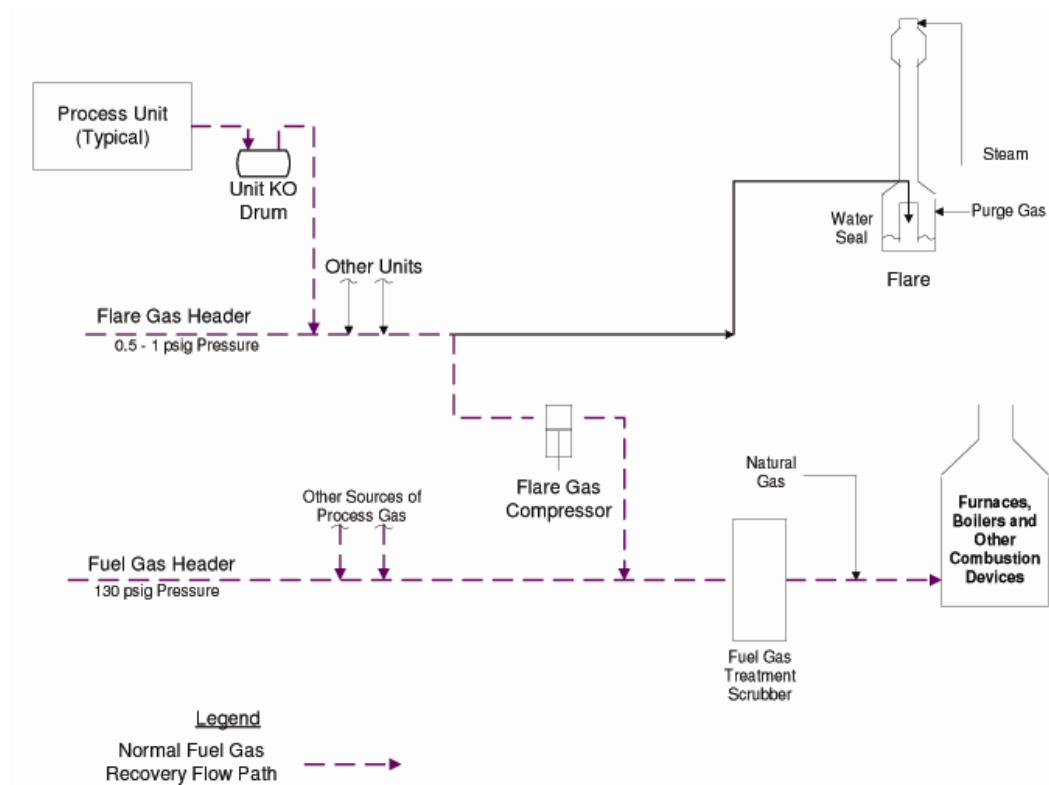 Process Unit
(Typical)
Unit KO
Drum
Steam
Purge Gas
Water
Seal
Flare
Other Units
Flare Gas Header
0.5 - 1 psig Pressure
Natural
Gas
Flare Gas
Compressor
Other Sources of
Process Gas
Furnaces,
Boilers and
Other
Combustion
Devices
Fuel Gas Header
130 psig Pressure
Fuel Gas
Treatment
Scrubber
Legend
Normal Fuel Gas
Recovery Flow Path